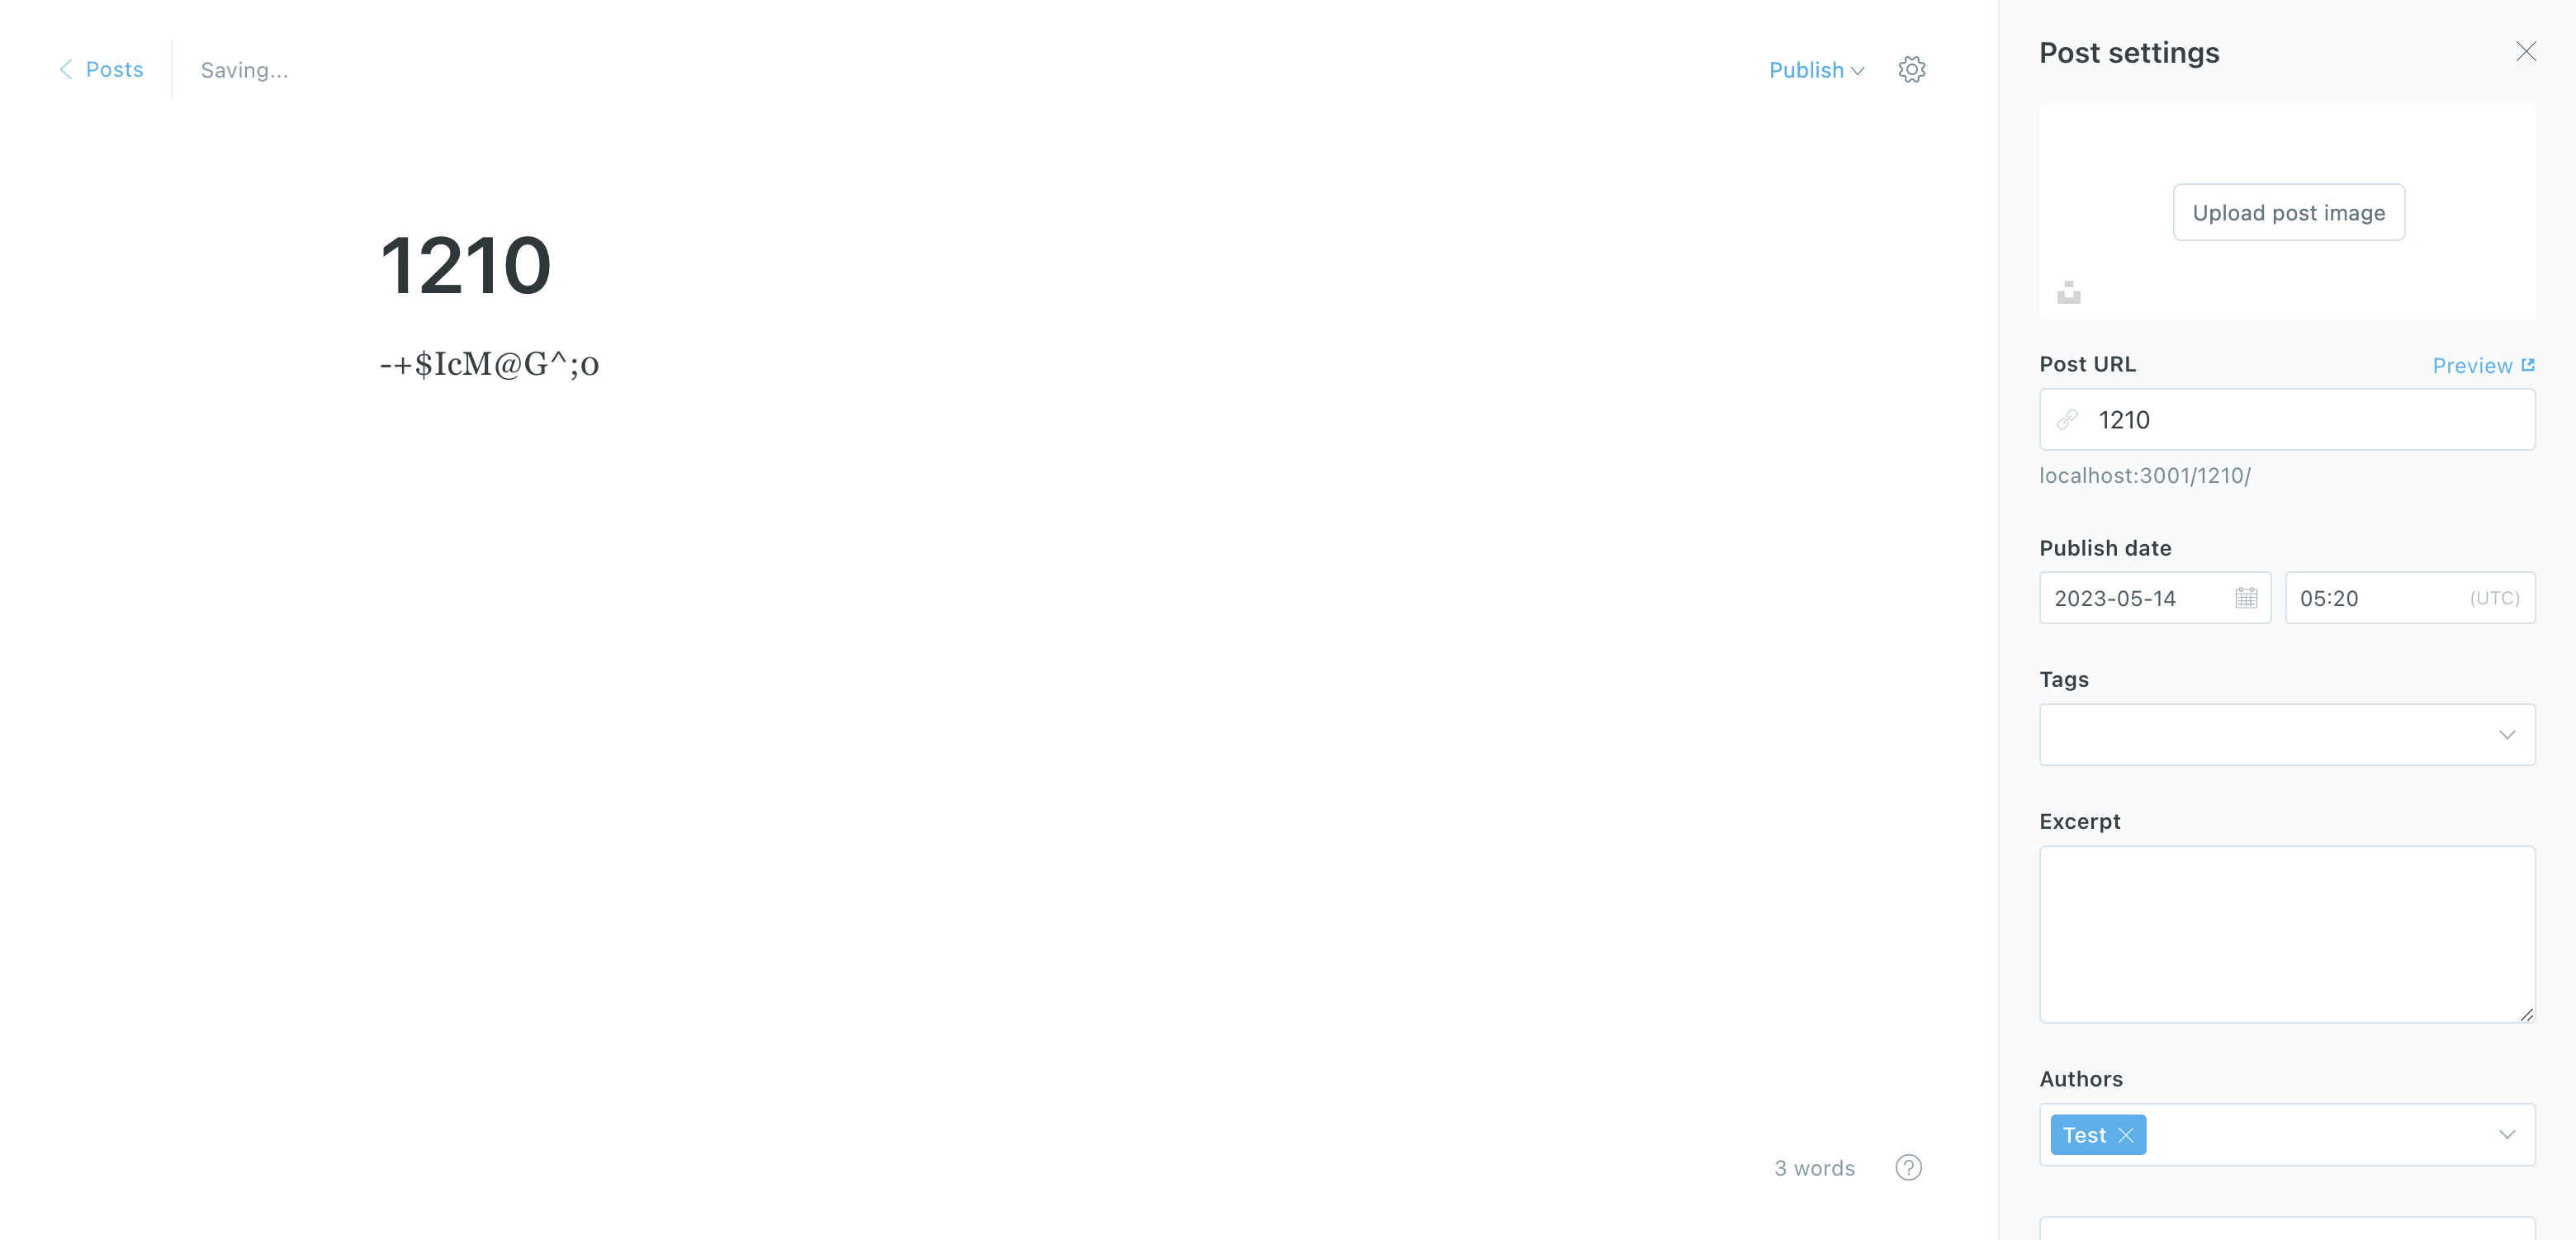 Posts
Saving...
Publish
1210
-+$IcM@G^;0
3 words
?
Post settings
Upload post image
Post URL
Preview
1210
localhost:3001/1210/
Publish date
2023-05-14
05:20 (UTC)
Tags
Excerpt
Authors
Test